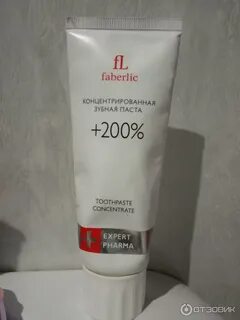 fL
faberlic
КОНЦЕНТРИРОВАННАЯ
ЗУБНАЯ ПАСТА
+200%
TOOTHPASTE
CONCENTRATE
EXPERT
PHARMA
ОТЗОВИК